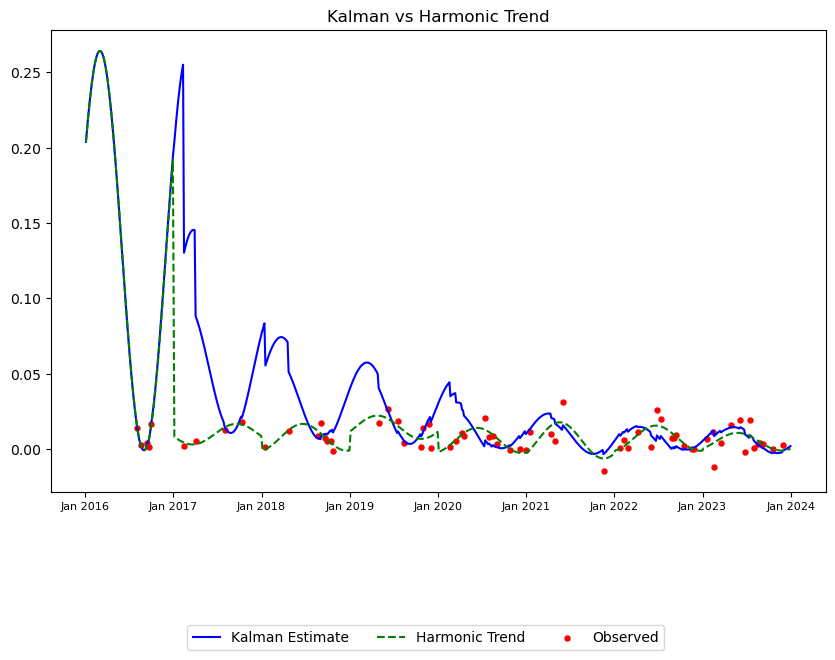 Kalman vs Harmonic Trend
0.25
0.20
0.15
0.10
0.05
0.00
Jan 2016 Jan 2017 Jan 2018 Jan 2019 Jan 2020 Jan 2021 Jan 2022 Jan 2023 Jan 2024
Kalman Estimate Harmonic Trend Observed